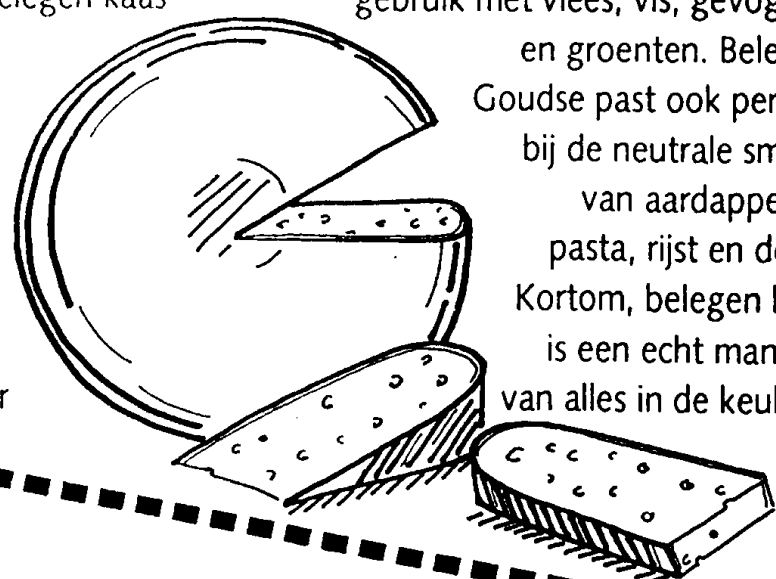 elegen kaas
gebruik met vlees, vis, gevog
en groenten. Bele
Goudse past ook per
bij de neutrale sm
van aardappe
pasta, rijst en de
Kortom, belegen
is een echt man
van alles in de keul